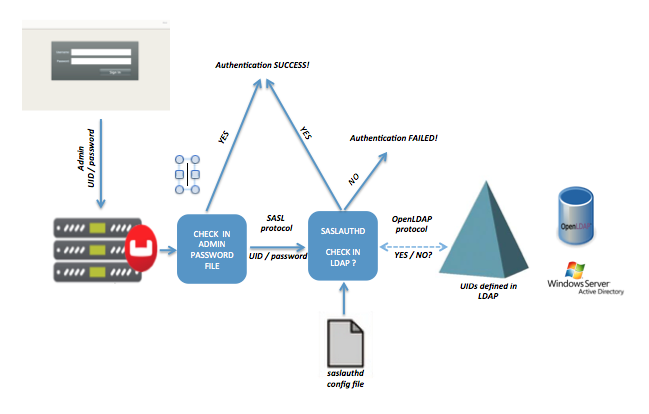 Username:
Password:
Sign In
Authentication SUCCESS!
YES
YES
Authentication FAILED!
NO
Admin
UID / password
CHECK IN
ADMIN
PASSWORD
FILE
SASL
protocol
UID / password
SASLAUTHD
CHECK IN
LDAP ?
OpenLDAP
protocol
YES / NO?
UIDs defined in
LDAP
OpenLDAP
Windows Server
Active Directory
saslauthd
config file